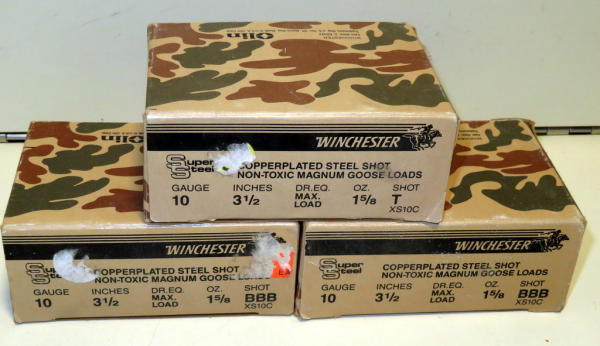 Olin
WINCHESTER
Super Steel
COPPERPLATED STEEL SHOT
NON-TOXIC MAGNUM GOOSE LOADS
GAUGE INCHES DR.EQ. OZ. SHOT
10 3 1/2 MAX. LOAD 1 5/8 T
XS10C
Olin
WINCHESTER
Super Steel
COPPERPLATED STEEL SHOT
NON-TOXIC MAGNUM GOOSE LOADS
GAUGE INCHES DR.EQ. OZ. SHOT
10 3 1/2 MAX. LOAD 1 5/8 BBB
XS10C
WINCHESTER
Super Steel
COPPERPLATED STEEL SHOT
NON-TOXIC MAGNUM GOOSE LOADS
GAUGE INCHES DR.EQ. OZ. SHOT
10 3 1/2 MAX. LOAD 1 5/8 BBB
XS10C